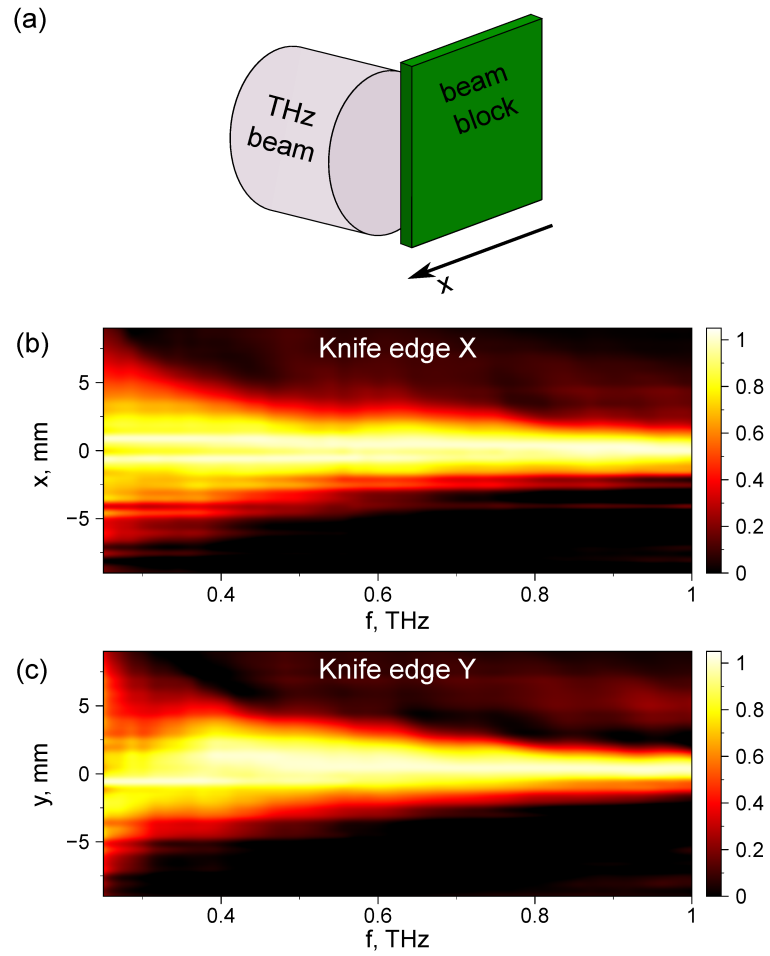 (a)
THz
beam
beam
block
x
(b)
Knife edge X
x, mm
5
0
−5
0.4
0.6
0.8
1
f, THz
1
0.8
0.6
0.4
0.2
0
(c)
Knife edge Y
y, mm
5
0
−5
0.4
0.6
0.8
1
f, THz
1
0.8
0.6
0.4
0.2
0